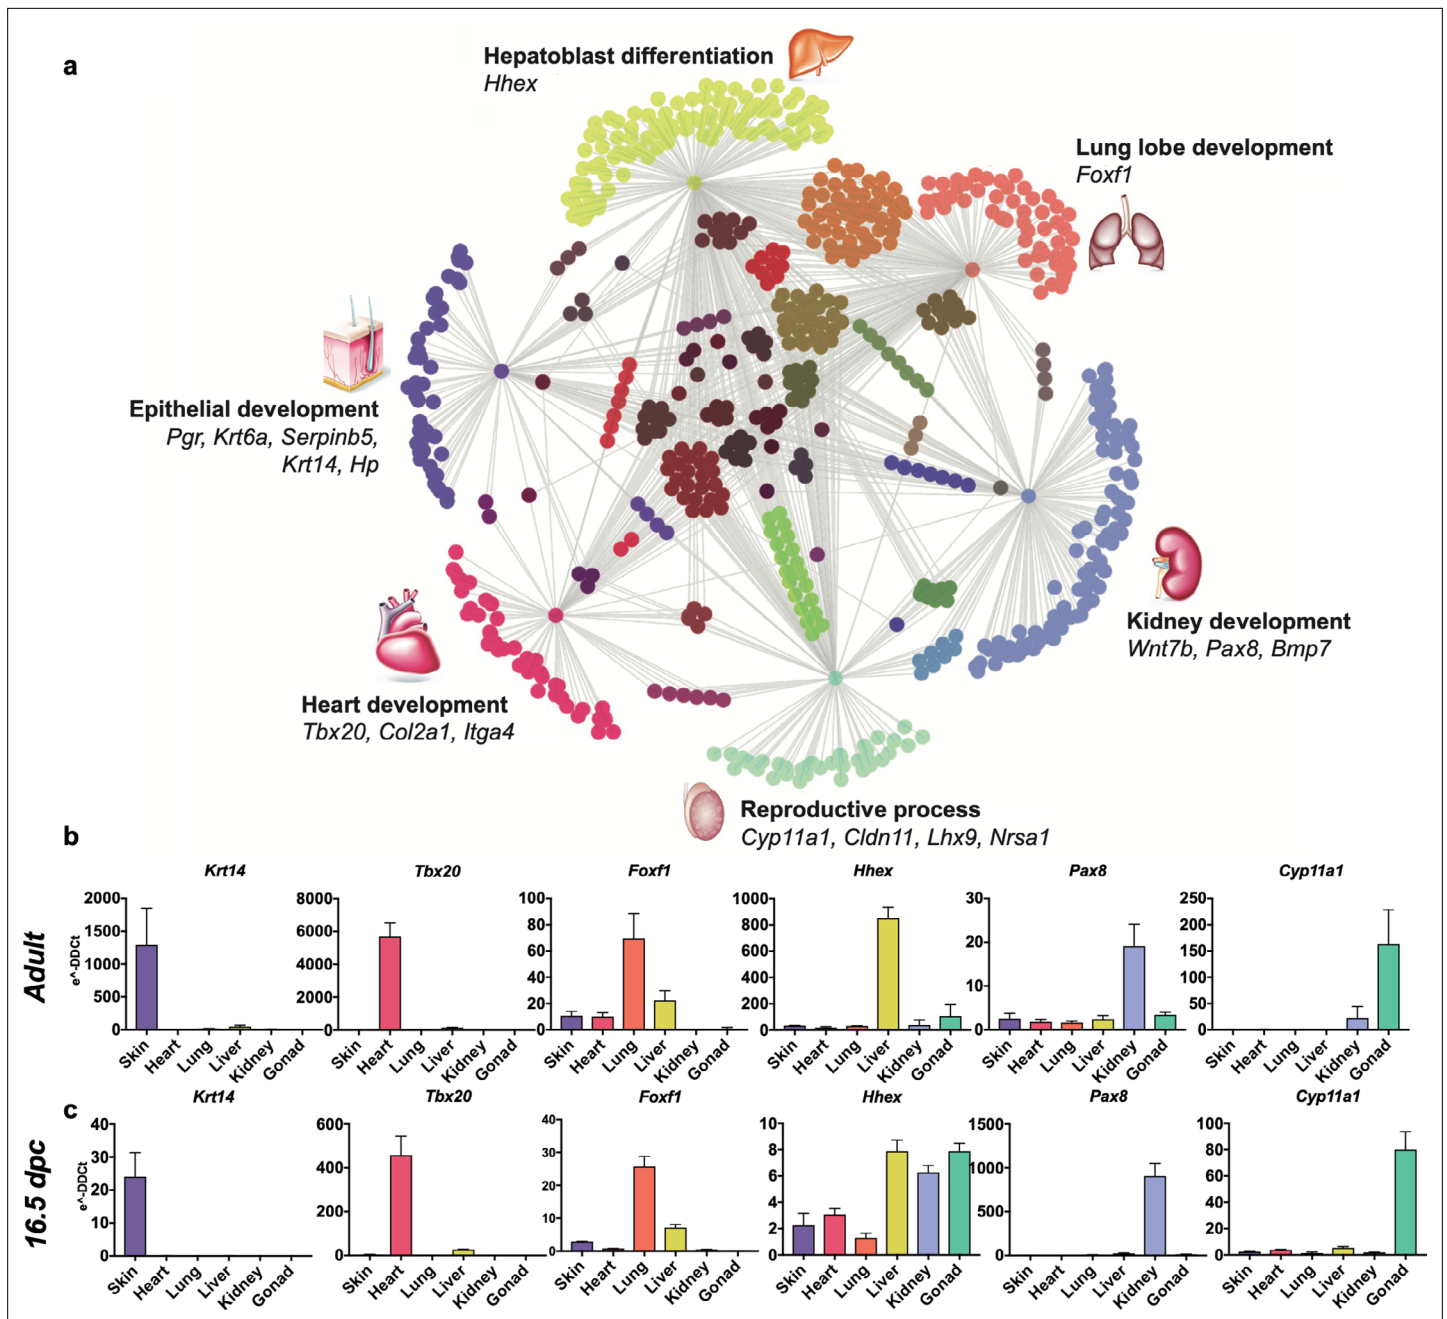 a
Hepatoblast differentiation
Hhex
Lung lobe development
Foxf1
Epithelial development
Pgr, Krt6a, Serpinb5,
Krt14, Hp
Kidney development
Wnt7b, Pax8, Bmp7
Heart development
Tbx20, Col2a1, Itga4
Reproductive process
Cyp11a1, Cldn11, Lhx9, Nrsa1
b
Adult
Krt14
e^-DDCt
2000
1500
1000
500
0
Skin Heart Lung Liver Kidney Gonad
Tbx20
8000
6000
4000
2000
0
Skin Heart Lung Liver Kidney Gonad
Foxf1
100
80
60
40
20
0
Skin Heart Lung Liver Kidney Gonad
Hhex
1000
800
600
400
200
0
Skin Heart Lung Liver Kidney Gonad
Pax8
30
20
10
0
Skin Heart Lung Liver Kidney Gonad
Cyp11a1
250
200
150
100
50
0
Skin Heart Lung Liver Kidney Gonad
c
16.5 dpc
Krt14
e^-DDCt
40
30
20
10
0
Skin Heart Lung Liver Kidney Gonad
Tbx20
600
400
200
0
Skin Heart Lung Liver Kidney Gonad
Foxf1
40
30
20
10
0
Skin Heart Lung Liver Kidney Gonad
Hhex
10
8
6
4
2
0
Skin Heart Lung Liver Kidney Gonad
Pax8
1500
1000
500
0
Skin Heart Lung Liver Kidney Gonad
Cyp11a1
100
80
60
40
20
0
Skin Heart Lung Liver Kidney Gonad